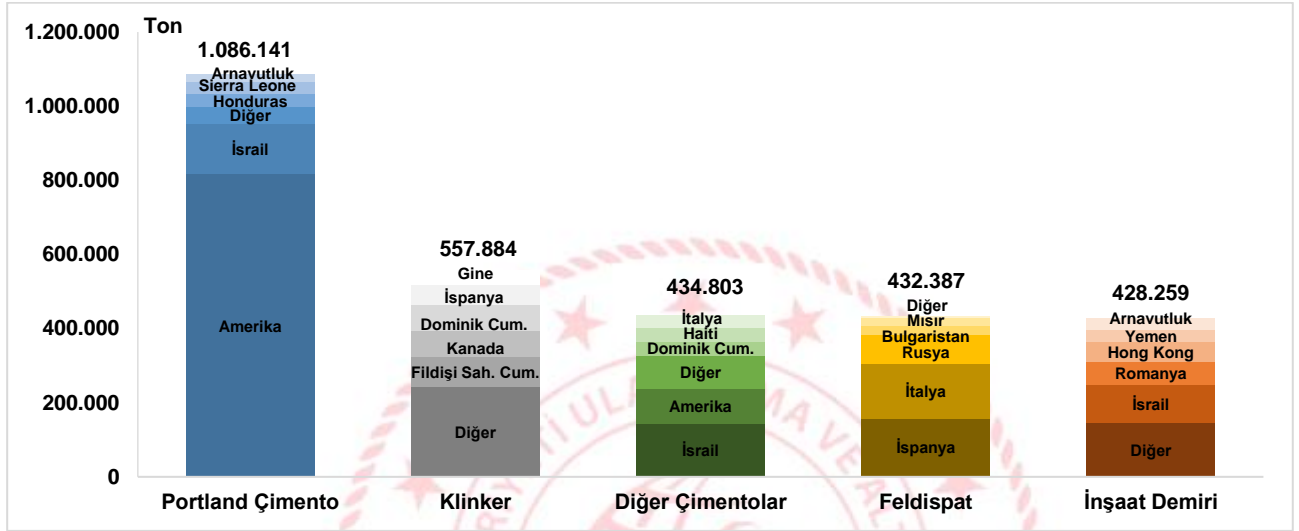 Ton
1.200.000
1.000.000
800.000
600.000
400.000
200.000
0
1.086.141
Arnavutluk
Sierra Leone
Honduras
Diğer
İsrail
Amerika
Portland Çimento
557.884
Gine
İspanya
Dominik Cum.
Kanada
Fildişi Sah. Cum.
Diğer
Klinker
434.803
İtalya
Haiti
Dominik Cum.
Diğer
Amerika
İsrail
Diğer Çimentolar
432.387
Diğer
Mısır
Bulgaristan
Rusya
İtalya
İspanya
Feldispat
428.259
Arnavutluk
Yemen
Hong Kong
Romanya
İsrail
Diğer
İnşaat Demiri